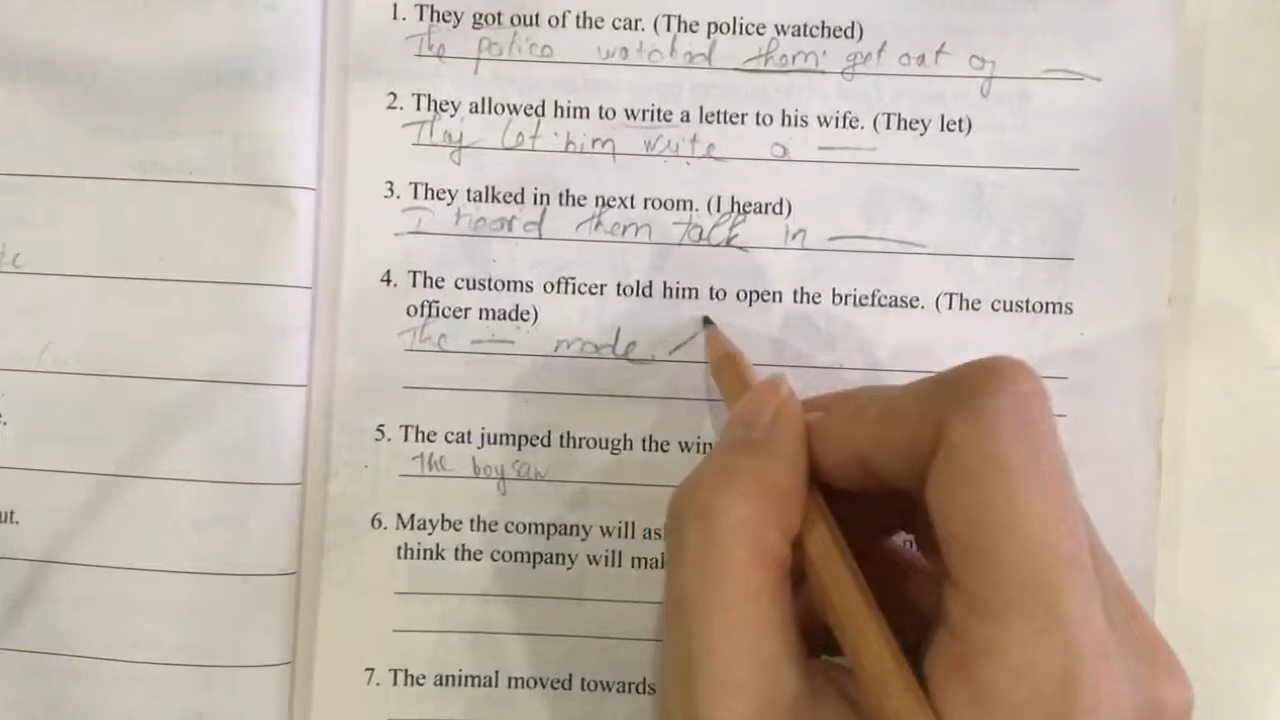 1. They got out of the car. (The police watched)
The police watched them get out of
2. They allowed him to write a letter to his wife. (They let)
They let him write a
3. They talked in the next room. (I heard)
I heard them talk in
4. The customs officer told him to open the briefcase. (The customs
officer made)
The made
5. The cat jumped through the win
The boy saw
6. Maybe the company will as
think the company will mak
7. The animal moved towards
te
ut.